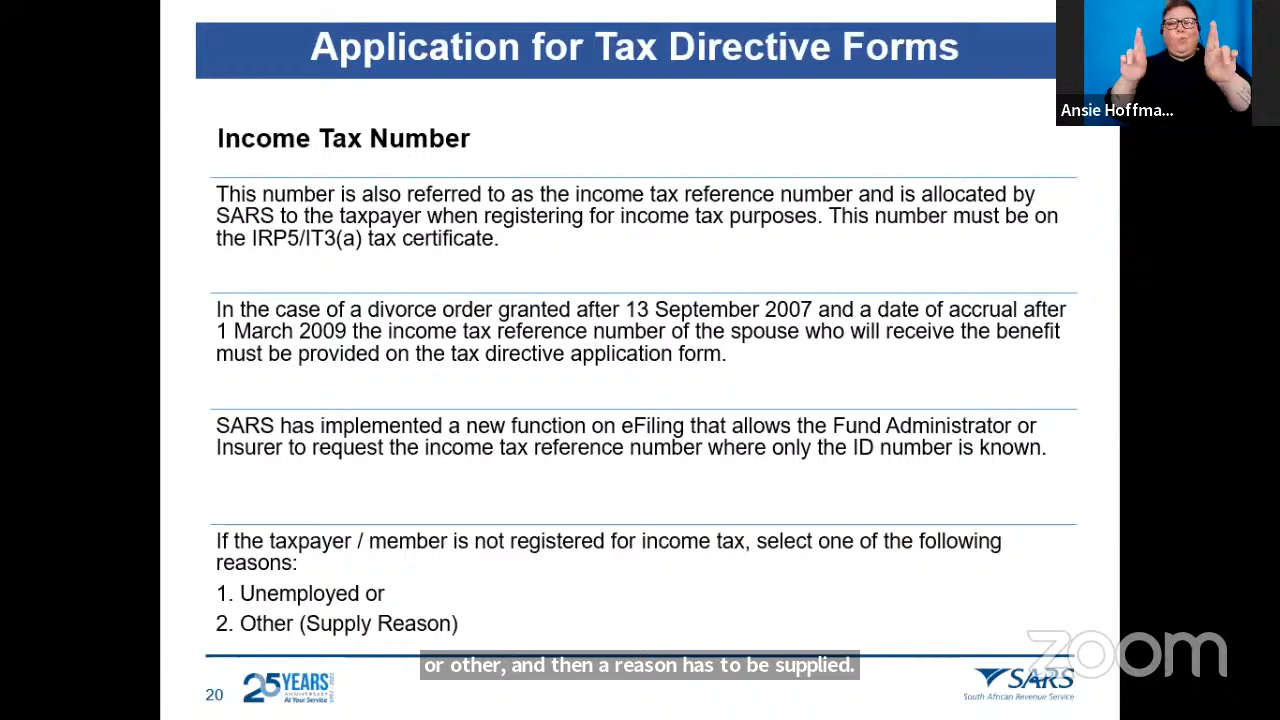 Application for Tax Directive Forms
Ansie Hoffma...
Income Tax Number
This number is also referred to as the income tax reference number and is allocated by
SARS to the taxpayer when registering for income tax purposes. This number must be on
the IRP5/IT3(a) tax certificate.
In the case of a divorce order granted after 13 September 2007 and a date of accrual after
1 March 2009 the income tax reference number of the spouse who will receive the benefit
must be provided on the tax directive application form.
SARS has implemented a new function on eFiling that allows the Fund Administrator or
Insurer to request the income tax reference number where only the ID number is known.
If the taxpayer / member is not registered for income tax, select one of the following
reasons:
1. Unemployed or
2. Other (Supply Reason)
or other, and then a reason has to be supplied.
zoom
20
25 YEARS
ANNIVERSARY
At Your Service
SARS
South African Revenue Service